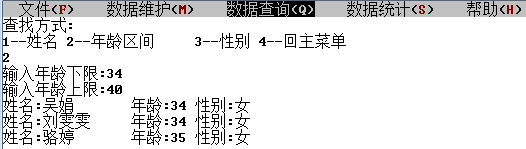 文件(F) 数据维护(M) 数据查询(Q) 数据统计(S) 帮助(H)
查找方式:
1--姓名 2--年龄区间 3--性别 4--回主菜单
2
输入年龄下限:34
输入年龄上限:40
姓名:吴娟 年龄:34 性别:女
姓名:刘雯雯 年龄:34 性别:女
姓名:骆婷 年龄:35 性别:女